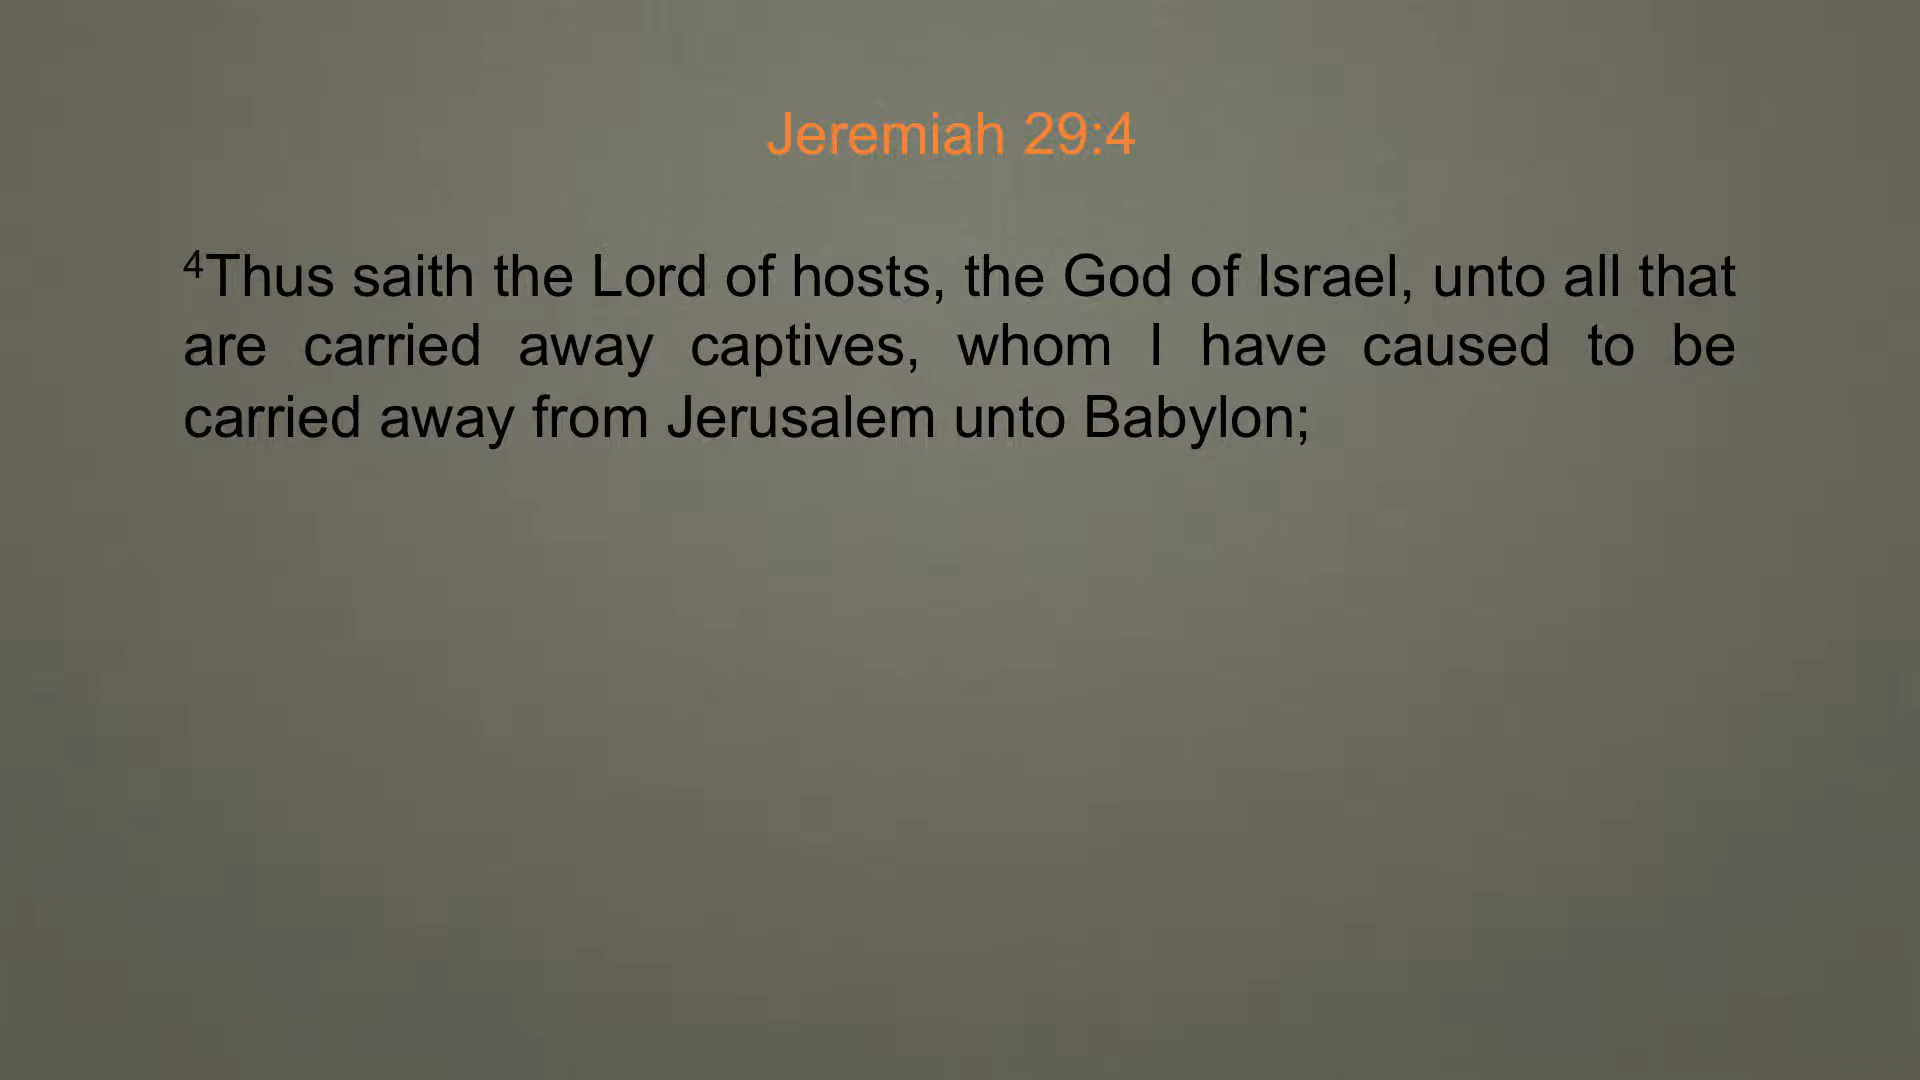 Jeremiah 29:4
⁴Thus saith the Lord of hosts, the God of Israel, unto all that
are carried away captives, whom I have caused to be
carried away from Jerusalem unto Babylon;